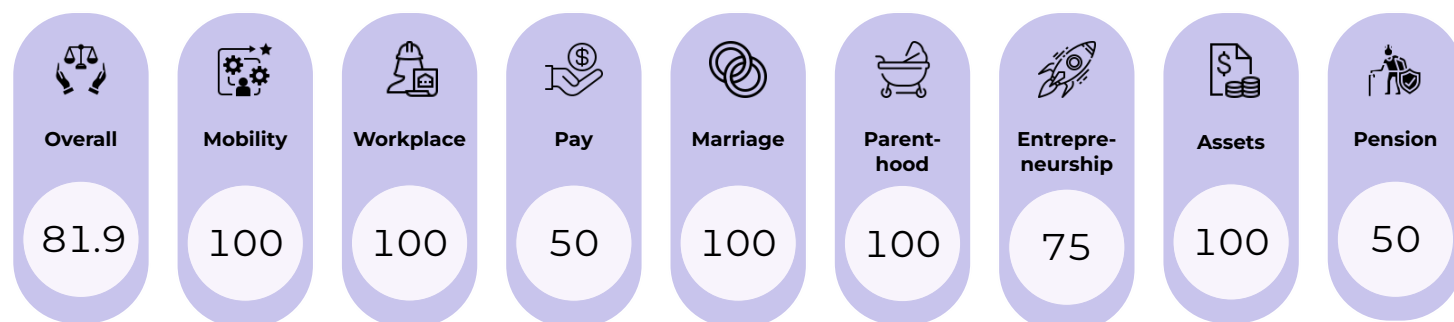 Overall
81.9
Mobility
100
Workplace
100
$
Pay
50
Marriage
100
Parent-
hood
100
Entrepre-
neurship
75
$
Assets
100
Pension
50